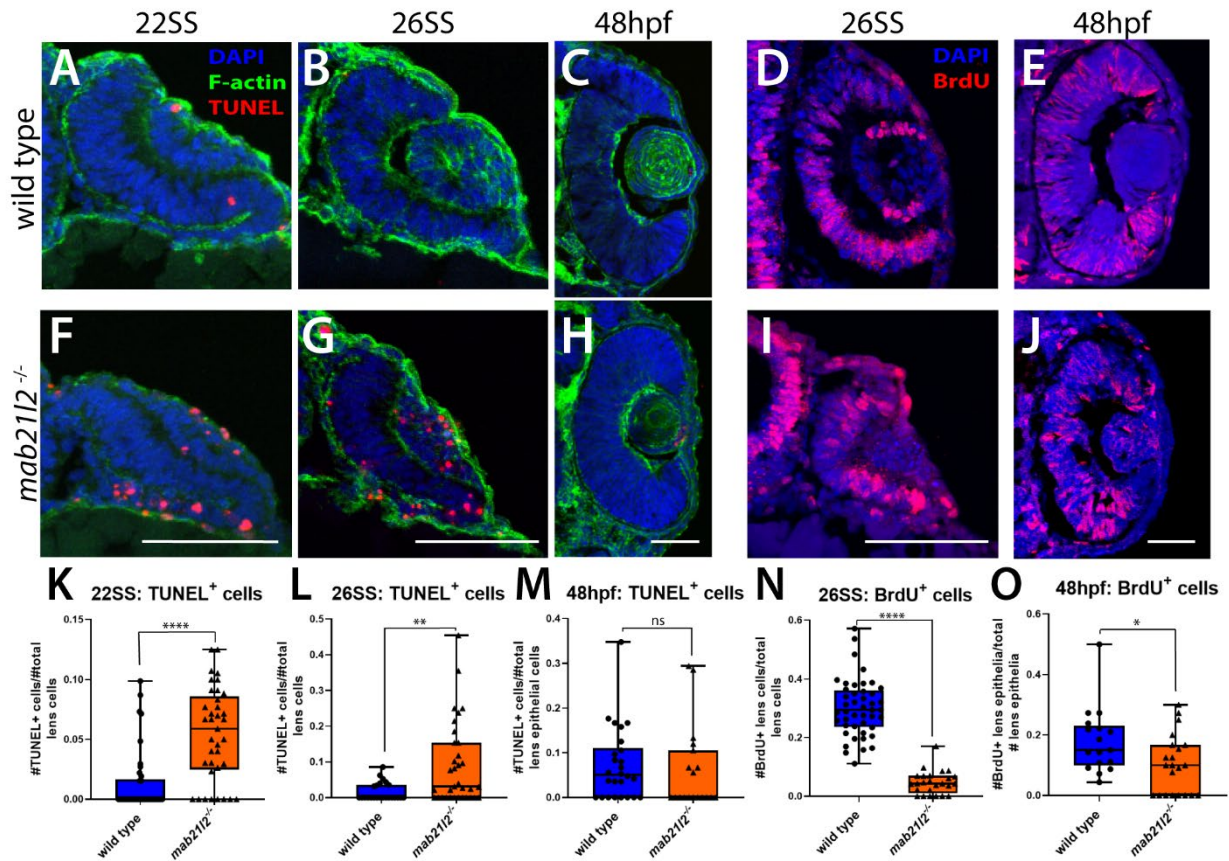 22SS 26SS 48hpf 26SS 48hpf
wild type
A DAPI F-actin TUNEL
B
C
D DAPI BrdU
E
mab21l2 -/-
F
G
H
I
J
K 22SS: TUNEL+ cells
****
#TUNEL+ cells/#total
lens cells
0.15
0.10
0.05
0.00
wild type
mab21l2-/-
L 26SS: TUNEL+ cells
**
#TUNEL+ cells/#total
lens cells
0.5
0.4
0.3
0.2
0.1
0.0
wild type
mab21l2-/-
M 48hpf: TUNEL+ cells
ns
#TUNEL+ cells/#total
lens epithelial cells
0.4
0.3
0.2
0.1
0.0
wild type
mab21l2-/-
N 26SS: BrdU+ cells
****
#BrdU+ lens cells/total
lens cells
0.6
0.4
0.2
0.0
wild type
mab21l2-/-
O 48hpf: BrdU+ cells
*
#BrdU+ lens epithelia/total
# lens epithelia
0.6
0.4
0.2
0.0
wild type
mab21l2-/-